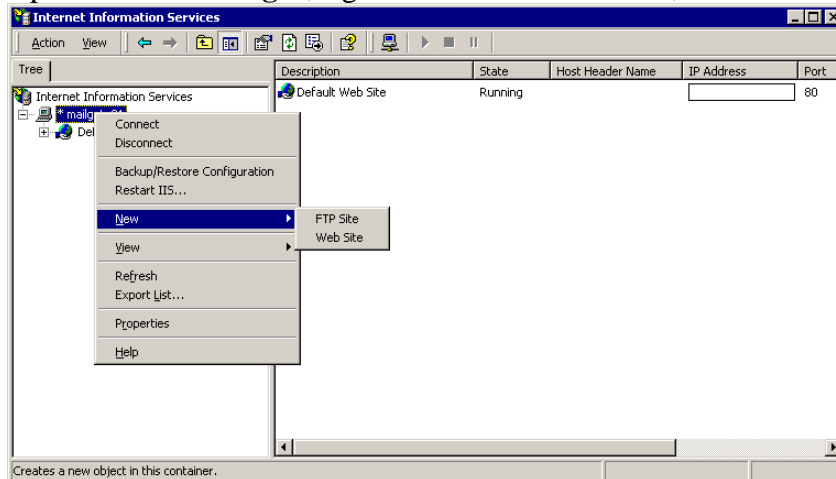 Internet Information Services
Action View
Tree
Description State Host Header Name IP Address Port
Internet Information Services
Default Web Site Running 80
* mailg
Del
Connect
Disconnect
Backup/Restore Configuration
Restart IIS...
New
FTP Site
Web Site
View
Refresh
Export List...
Properties
Help
Creates a new object in this container.